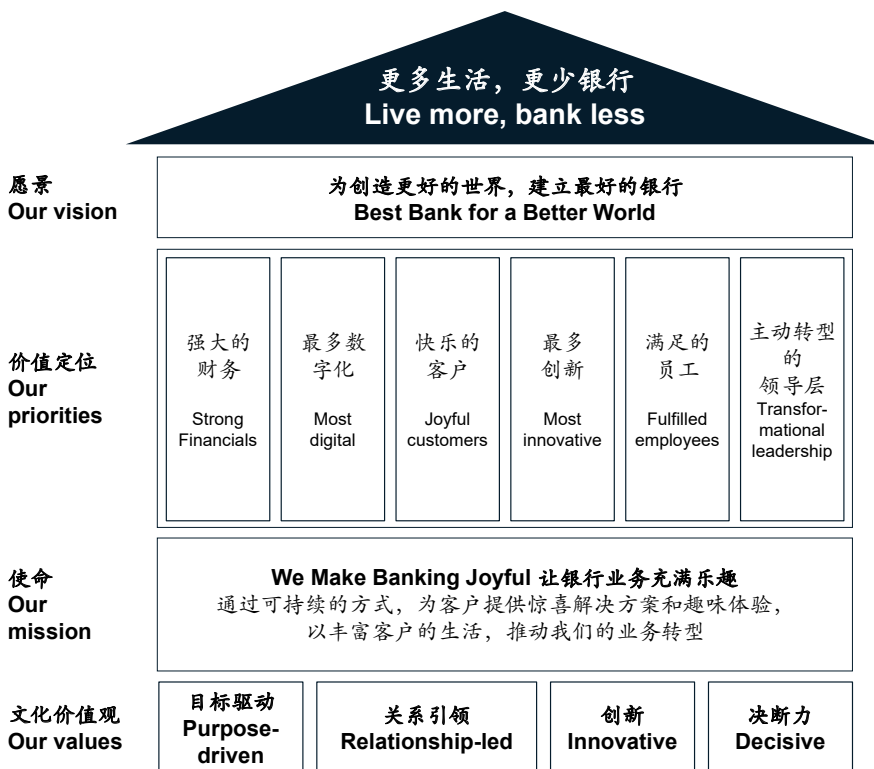 更多生活，更少银行
Live more, bank less
愿景
Our vision
为创造更好的世界，建立最好的银行
Best Bank for a Better World
价值定位
Our
priorities
强大的
财务
Strong
Financials
最多数
字化
Most
digital
快乐的
客户
Joyful
customers
最多
创新
Most
innovative
满足的
员工
Fulfilled
employees
主动转型
的
领导层
Transfor-
mational
leadership
使命
Our
mission
We Make Banking Joyful 让银行业务充满乐趣
通过可持续的方式，为客户提供惊喜解决方案和趣味体验，
以丰富客户的生活，推动我们的业务转型
文化价值观
Our values
目标驱动
Purpose-
driven
关系引领
Relationship-led
创新
Innovative
决断力
Decisive